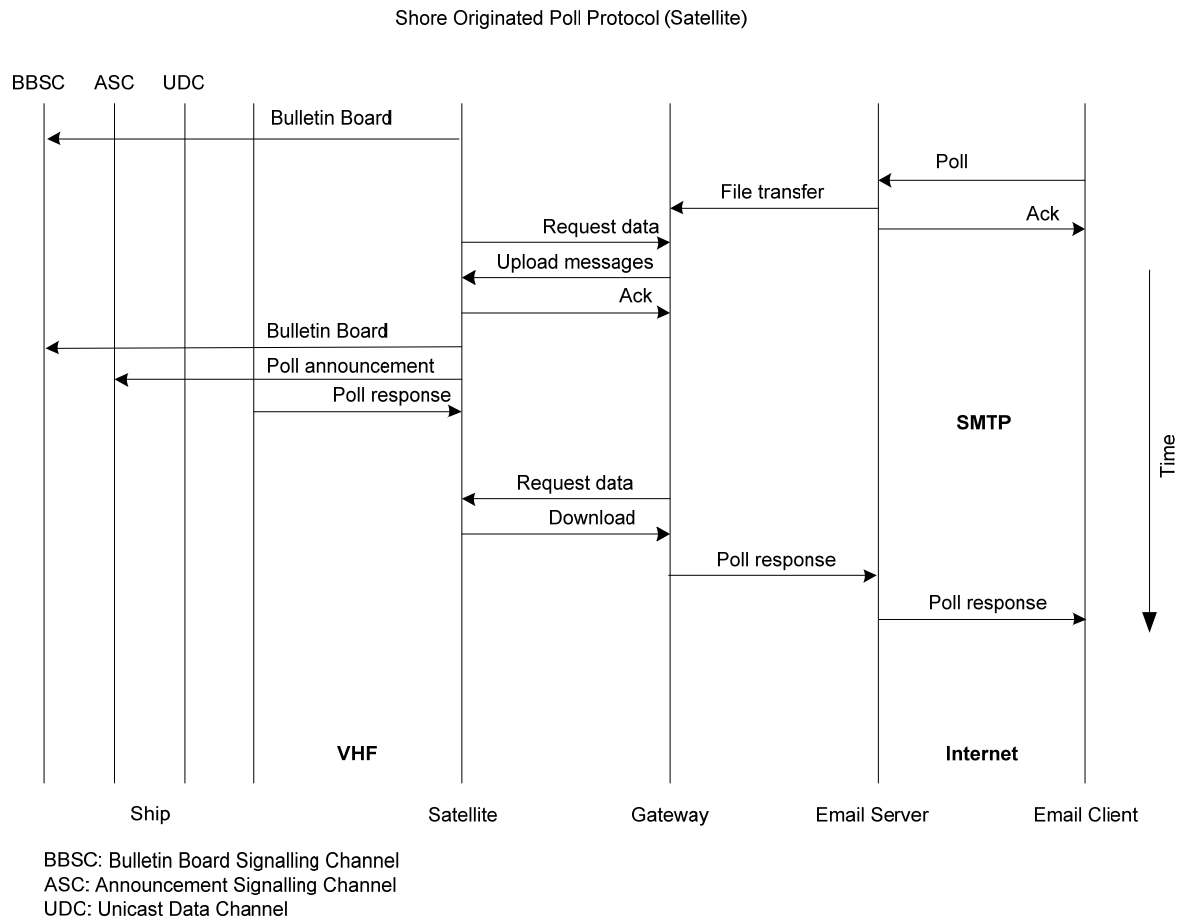 Shore Originated Poll Protocol (Satellite)
BBSC ASC UDC
Bulletin Board
Poll
File transfer
Ack
Request data
Upload messages
Ack
Bulletin Board
Poll announcement
Poll response
SMTP
Time
Request data
Download
Poll response
Poll response
VHF
Internet
Ship
Satellite
Gateway
Email Server
Email Client
BBSC: Bulletin Board Signalling Channel
ASC: Announcement Signalling Channel
UDC: Unicast Data Channel